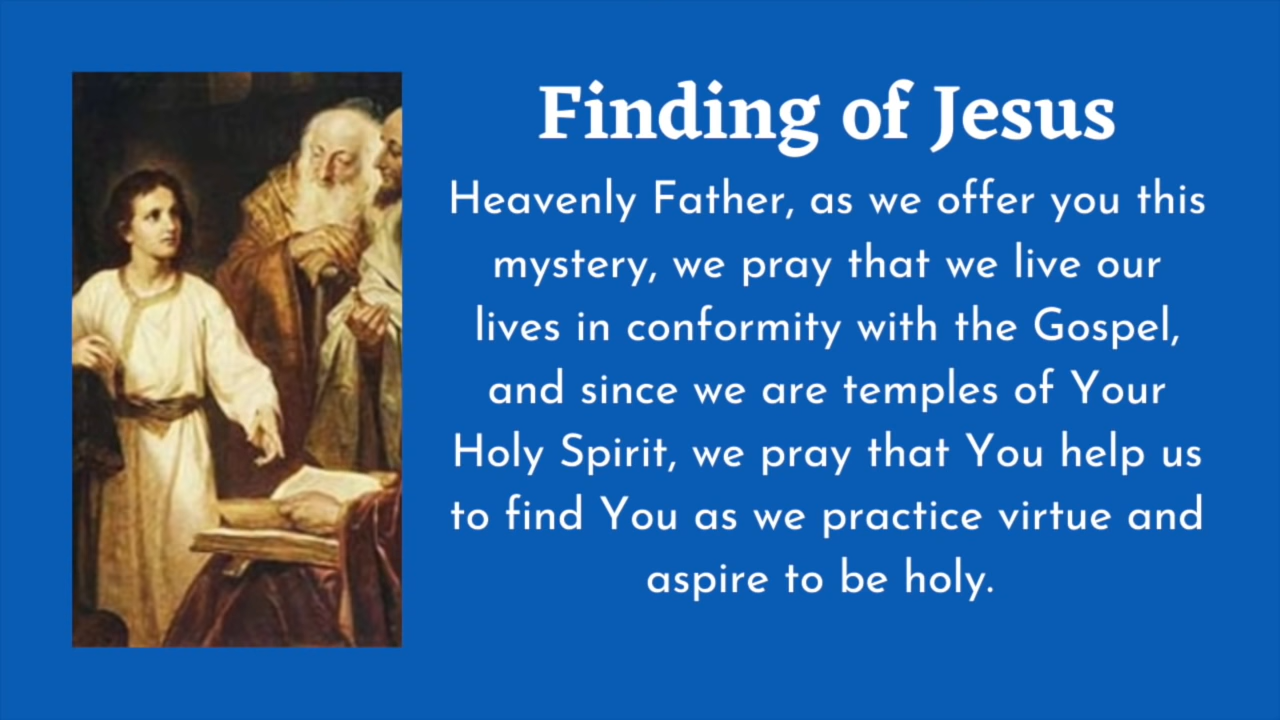 Finding of Jesus
Heavenly Father, as we offer you this
mystery, we pray that we live our
lives in conformity with the Gospel,
and since we are temples of Your
Holy Spirit, we pray that You help us
to find You as we practice virtue and
aspire to be holy.